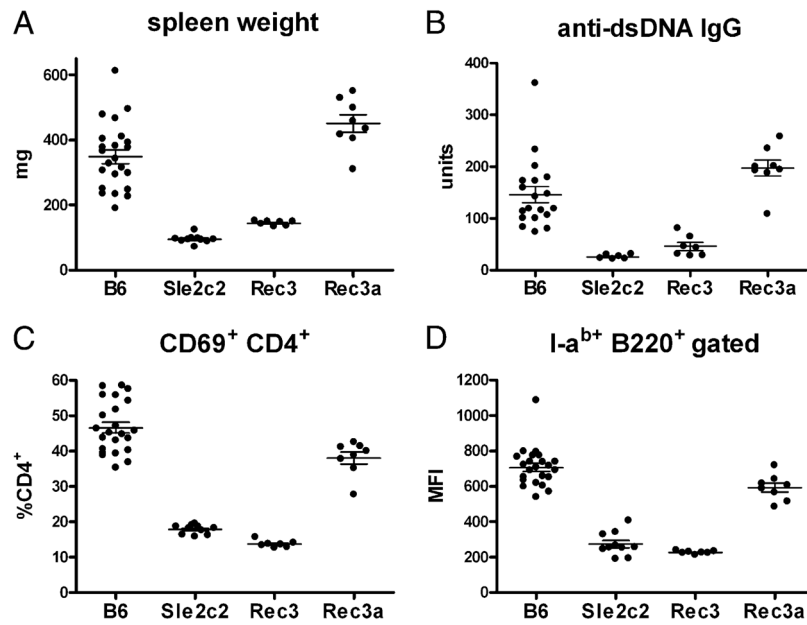 A spleen weight
600
400
200
0
mg
B6 Sle2c2 Rec3 Rec3a
B anti-dsDNA IgG
400
300
200
100
0
units
B6 Sle2c2 Rec3 Rec3a
C CD69+ CD4+
60
50
40
30
20
10
0
%CD4+
B6 Sle2c2 Rec3 Rec3a
D I-ab+ B220+ gated
1200
1000
800
600
400
200
0
MFI
B6 Sle2c2 Rec3 Rec3a